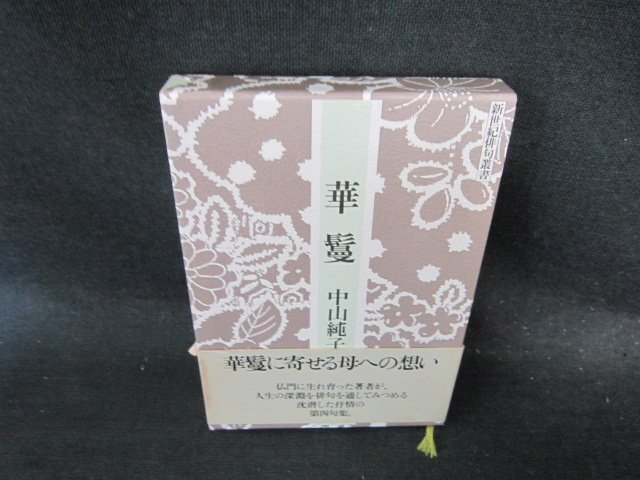 新世紀俳句叢書
華鬘
中山純子
華鬘に寄せる母への想い
仏門に生れ育った著者が、
人生の深淵を俳句を通してみつめる
沈潜した抒情の
第四句集。